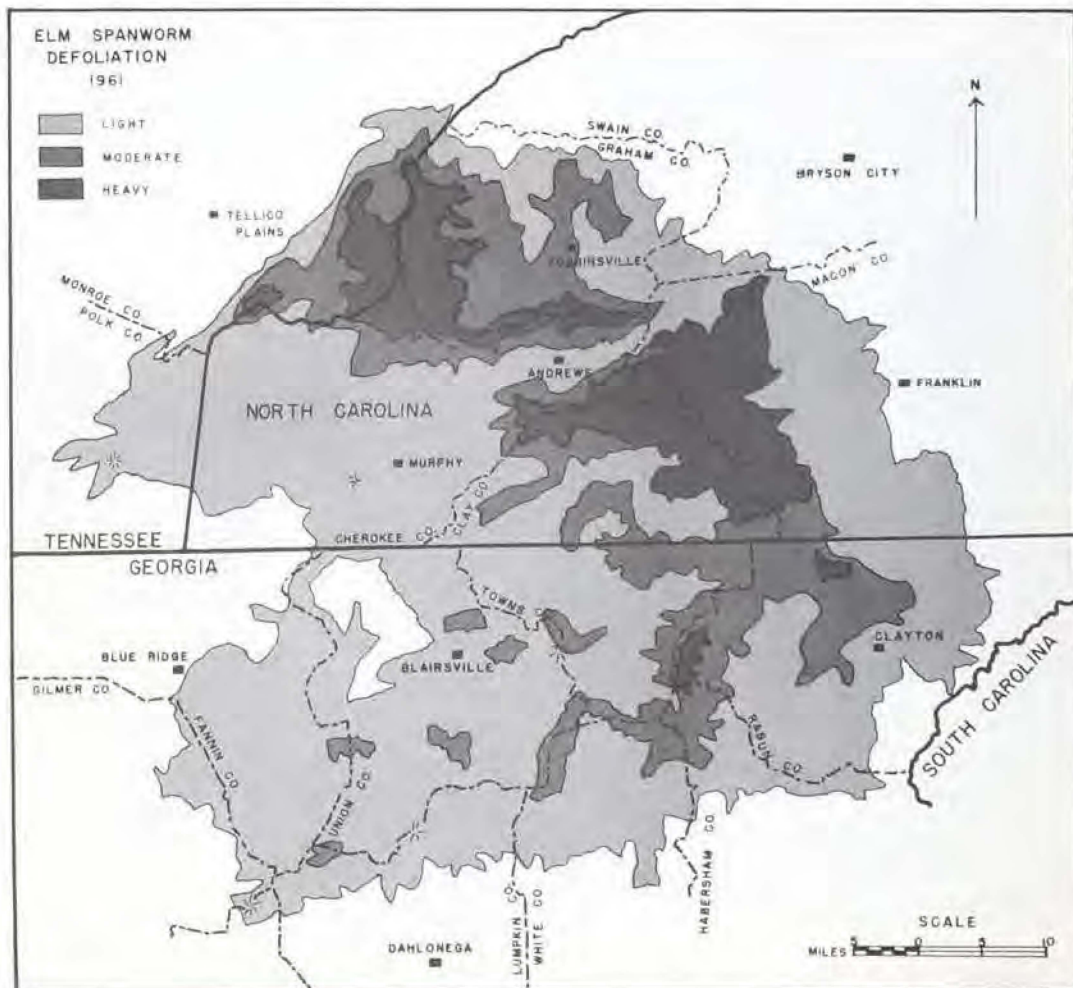 ELM SPANWORM
DEFOLIATION
1961
LIGHT
MODERATE
HEAVY
N
SWAIN CO.
GRAHAM CO.
BRYSON CITY
TELLICO
PLAINS
ROBBINSVILLE
MACON CO.
MONROE CO.
POLK CO.
ANDREWS
FRANKLIN
NORTH CAROLINA
MURPHY
CLAY CO.
CHEROKEE CO.
TENNESSEE
GEORGIA
TOWNS CO.
CLAYTON
BLUE RIDGE
BLAIRSVILLE
GILMER CO.
SOUTH CAROLINA
FANNIN CO.
RABUN CO.
UNION CO.
HABERSHAM CO.
LUMPKIN CO.
WHITE CO.
DAHLONEGA
SCALE
MILES
5 0 5 10